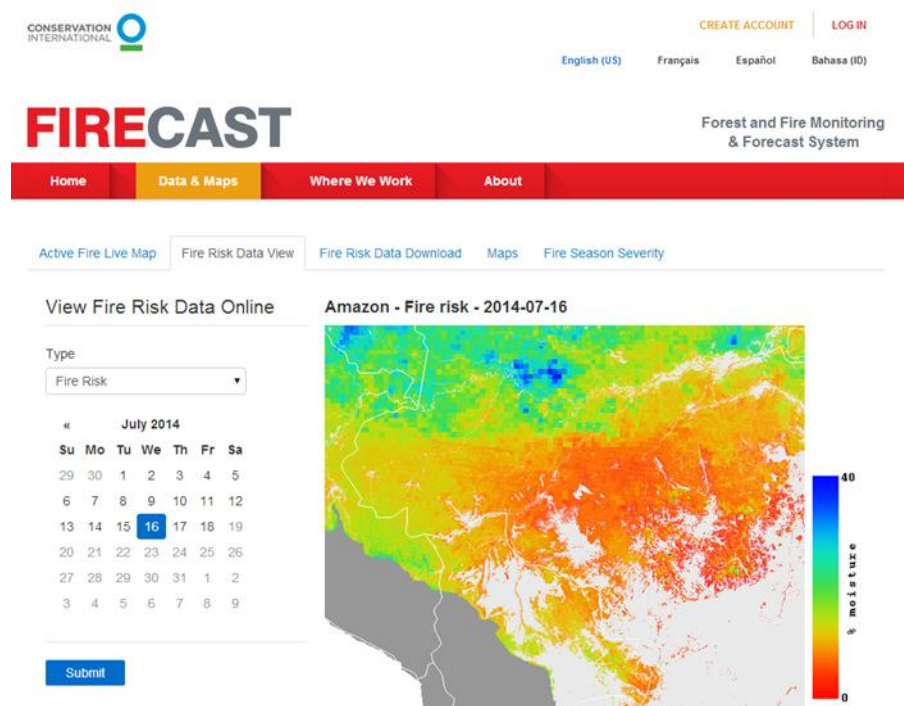 CONSERVATION
INTERNATIONAL
CREATE ACCOUNT LOG IN
English (US) Français Español Bahasa (ID)
FIRECAST
Forest and Fire Monitoring
& Forecast System
Home Data & Maps Where We Work About
Active Fire Live Map Fire Risk Data View Fire Risk Data Download Maps Fire Season Severity
View Fire Risk Data Online
Amazon - Fire risk - 2014-07-16
Type
Fire Risk
« July 2014
Su Mo Tu We Th Fr Sa
29 30 1 2 3 4 5
6 7 8 9 10 11 12
13 14 15 16 17 18 19
20 21 22 23 24 25 26
27 28 29 30 31 1 2
3 4 5 6 7 8 9
Submit
40
% moisture
0